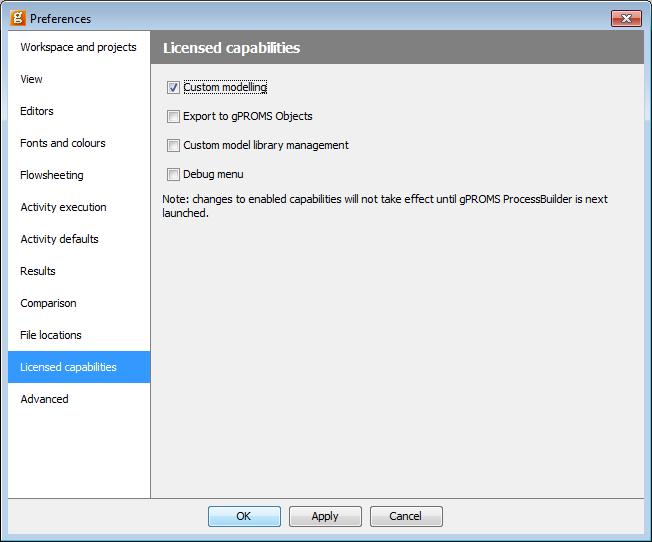 g Preferences
Workspace and projects
View
Editors
Fonts and colours
Flowsheeting
Activity execution
Activity defaults
Results
Comparison
File locations
Licensed capabilities
Advanced
Licensed capabilities
Custom modelling
Export to gPROMS Objects
Custom model library management
Debug menu
Note: changes to enabled capabilities will not take effect until gPROMS ProcessBuilder is next
launched.
OK Apply Cancel